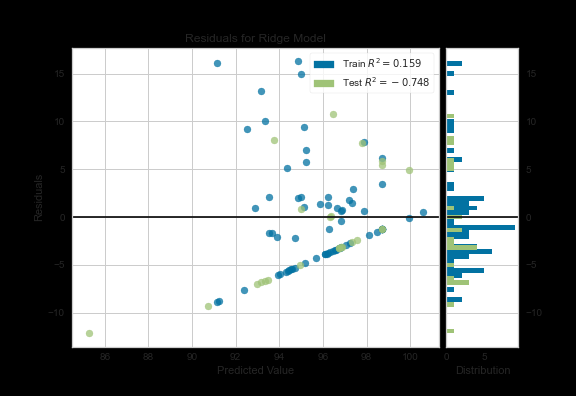 Residuals for Ridge Model
Train R² = 0.159
Test R² = −0.748
Residuals
15
10
5
0
−5
−10
86 88 90 92 94 96 98 100
Predicted Value
15
10
5
0
−5
−10
0 5
Distribution